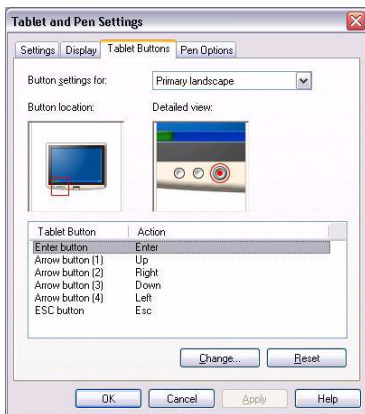 Tablet and Pen Settings
Settings Display Tablet Buttons Pen Options
Button settings for: Primary landscape
Button location: Detailed view:
Tablet Button Action
Enter button Enter
Arrow button (1) Up
Arrow button (2) Right
Arrow button (3) Down
Arrow button (4) Left
ESC button Esc
Change... Reset
OK Cancel Apply Help